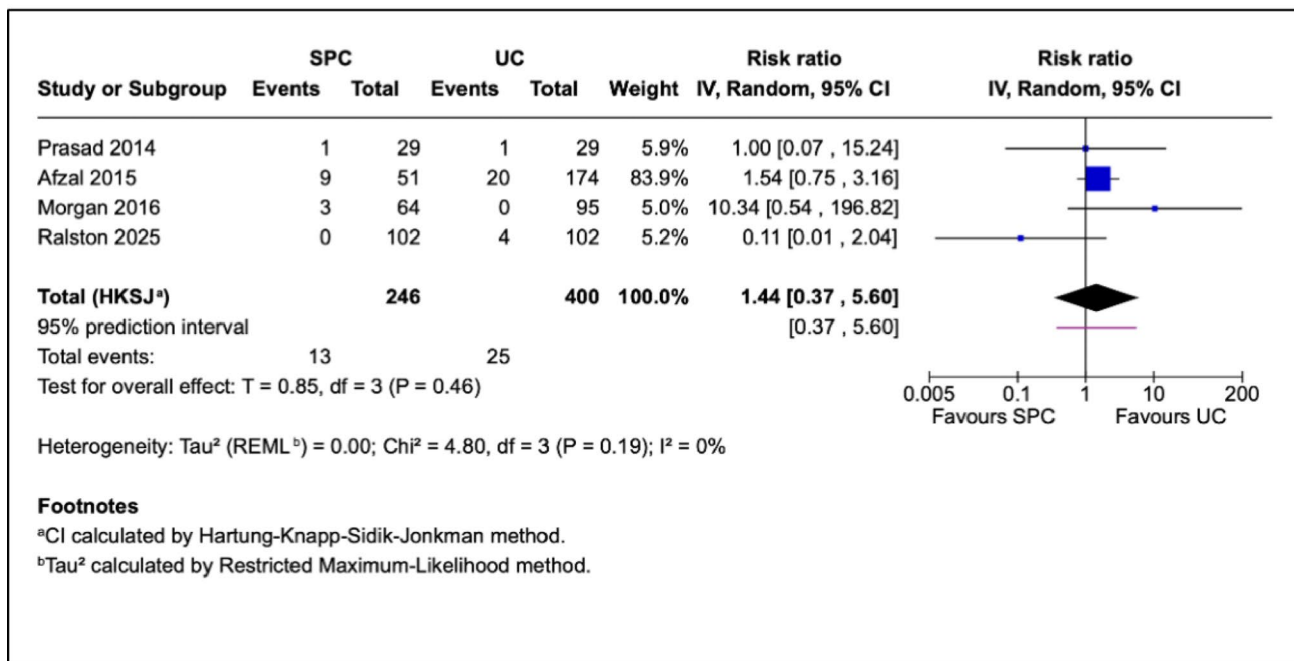 SPC UC Risk ratio Risk ratio
Study or Subgroup Events Total Events Total Weight IV, Random, 95% CI IV, Random, 95% CI
Prasad 2014 1 29 1 29 5.9% 1.00 [0.07 , 15.24]
Afzal 2015 9 51 20 174 83.9% 1.54 [0.75 , 3.16]
Morgan 2016 3 64 0 95 5.0% 10.34 [0.54 , 196.82]
Ralston 2025 0 102 4 102 5.2% 0.11 [0.01 , 2.04]
Total (HKSJᵃ) 246 400 100.0% 1.44 [0.37 , 5.60]
95% prediction interval [0.37 , 5.60]
Total events: 13 25
Test for overall effect: T = 0.85, df = 3 (P = 0.46)
0.005 0.1 1 10 200
Favours SPC Favours UC
Heterogeneity: Tau² (REMLᵇ) = 0.00; Chi² = 4.80, df = 3 (P = 0.19); I² = 0%
Footnotes
ᵃCI calculated by Hartung-Knapp-Sidik-Jonkman method.
ᵇTau² calculated by Restricted Maximum-Likelihood method.